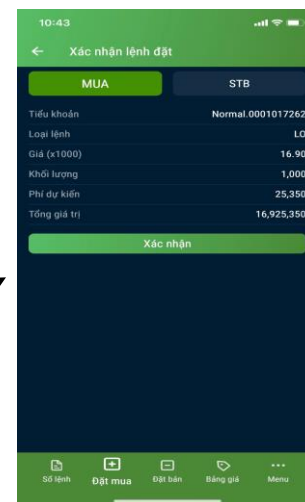 10:43
Xác nhận lệnh đặt
MUA STB
Tiểu khoản Normal.0001017262
Loại lệnh LO
Giá (x1000) 16.90
Khối lượng 1,000
Phí dự kiến 25,350
Tổng giá trị 16,925,350
Xác nhận
Sổ lệnh Đặt mua Đặt bán Bảng giá Menu